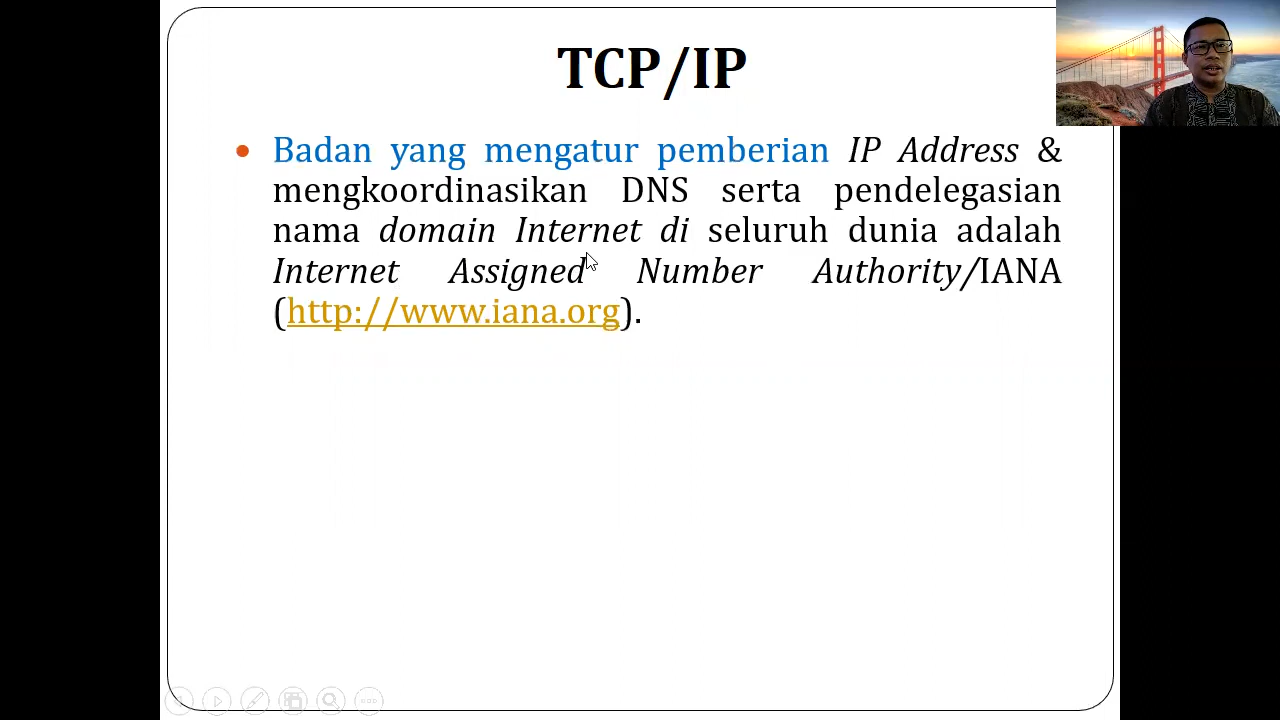 TCP/IP
Badan yang mengatur pemberian IP Address &
mengkoordinasikan DNS serta pendelegasian
nama domain Internet di seluruh dunia adalah
Internet Assigned Number Authority/IANA
(http://www.iana.org).